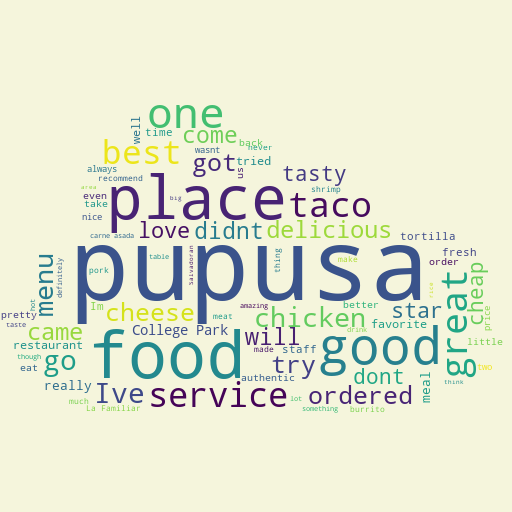 one
well
time
come
back
never
best
wasnt
got
tried
us
tasty
always
recommend
area
even
take
nice
big
place
taco
shrimp
love
didnt
delicious
tortilla
carne asada
pupusa
menu
definitely
hot
pork
table
Salvadoran
thing
make
fresh
order
great
cheap
price
rice
Im
cheese
meat
amazing
chicken
better
star
pretty
taste
came
College Park
will
favorite
restaurant
food
made
staff
good
little
though
go
eat
try
two
really
Ive
service
authentic
dont
meal
think
drink
much
La Familiar
lot
something
ordered
burrito